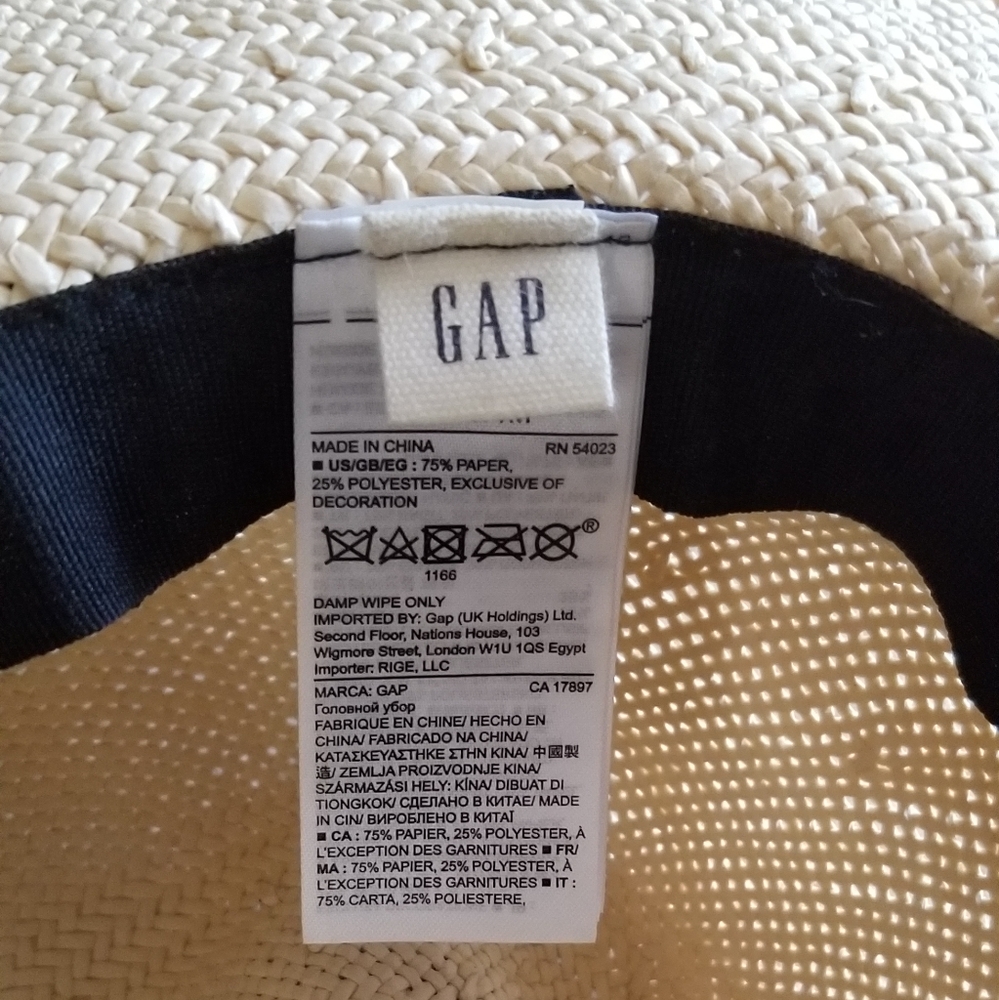 GAP
MADE IN CHINA RN 54023
■ US/GB/EG : 75% PAPER,
25% POLYESTER, EXCLUSIVE OF
DECORATION
®
1166
DAMP WIPE ONLY
IMPORTED BY: Gap (UK Holdings) Ltd.
Second Floor, Nations House, 103
Wigmore Street, London W1U 1QS Egypt
Importer: RIGE, LLC
MARCA: GAP CA 17897
Головной убор
FABRIQUE EN CHINE/ HECHO EN
CHINA/ FABRICADO NA CHINA/
ΚΑΤΑΣΚΕΥΑΣΤΗΚΕ ΣΤΗΝ ΚΙΝΑ/ 中國製
造/ ZEMLJA PROIZVODNJE KINA/
SZÁRMAZÁSI HELY: KÍNA/ DIBUAT DI
TIONGKOK/ СДЕЛАНО В КИТАЕ/ MADE
IN CIN/ ВИРОБЛЕНО В КИТАЇ
■ CA : 75% PAPIER, 25% POLYESTER, À
L'EXCEPTION DES GARNITURES ■ FR/
MA : 75% PAPIER, 25% POLYESTER, À
L'EXCEPTION DES GARNITURES ■ IT :
75% CARTA, 25% POLIESTERE,